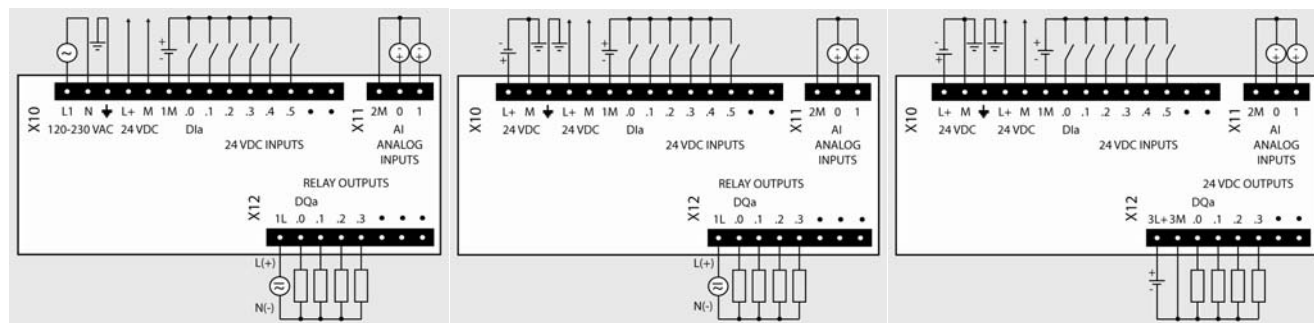 X10
L1 N L+ M 1M .0 .1 .2 .3 .4 .5
120-230 VAC 24 VDC DIa
24 VDC INPUTS
X11
2M 0 1
AI
ANALOG
INPUTS
RELAY OUTPUTS
X12
DQa
1L .0 .1 .2 .3
L(+)
N(-)
X10
L+ M L+ M 1M .0 .1 .2 .3 .4 .5
24 VDC 24 VDC DIa
24 VDC INPUTS
X11
2M 0 1
AI
ANALOG
INPUTS
RELAY OUTPUTS
X12
DQa
1L .0 .1 .2 .3
L(+)
N(-)
X10
L+ M L+ M 1M .0 .1 .2 .3 .4 .5
24 VDC 24 VDC DIa
24 VDC INPUTS
X11
2M 0 1
AI
ANALOG
INPUTS
24 VDC OUTPUTS
X12
DQa
3L+ 3M .0 .1 .2 .3